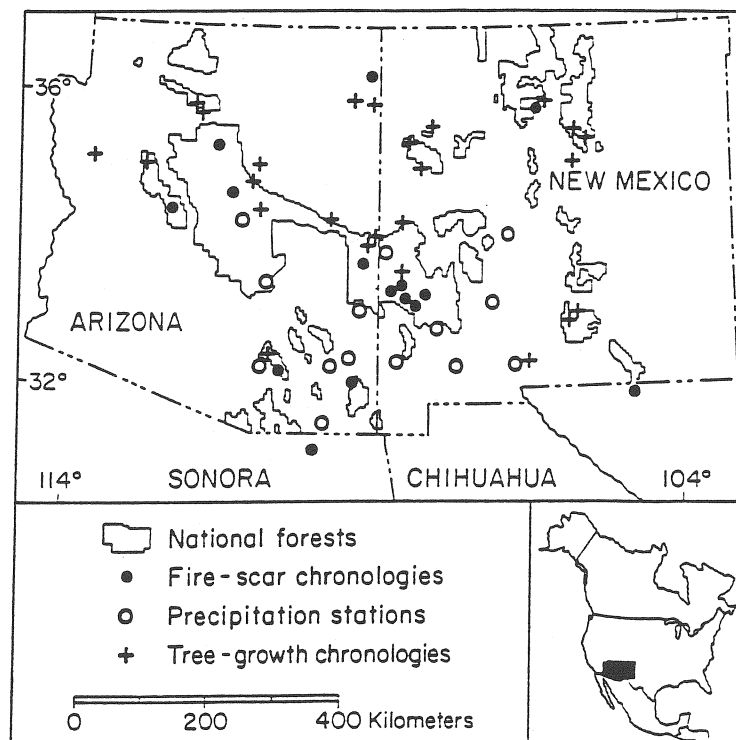 36°
NEW MEXICO
ARIZONA
32°
114°
SONORA
CHIHUAHUA
104°
National forests
Fire-scar chronologies
Precipitation stations
Tree-growth chronologies
0 200 400 Kilometers